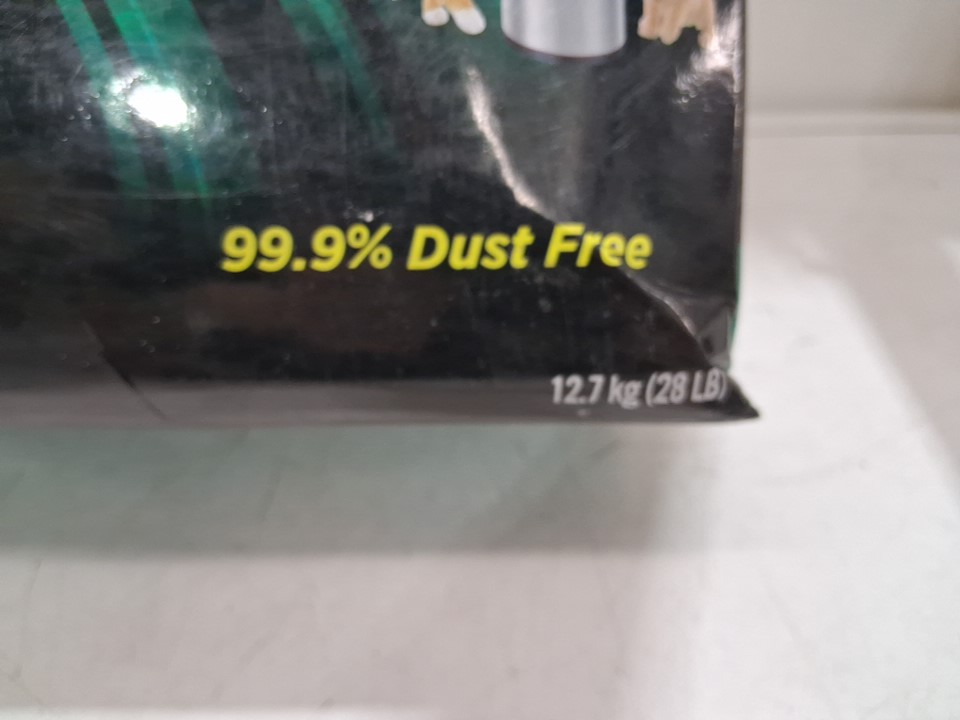 99.9% Dust Free
12.7 kg (28 LB)